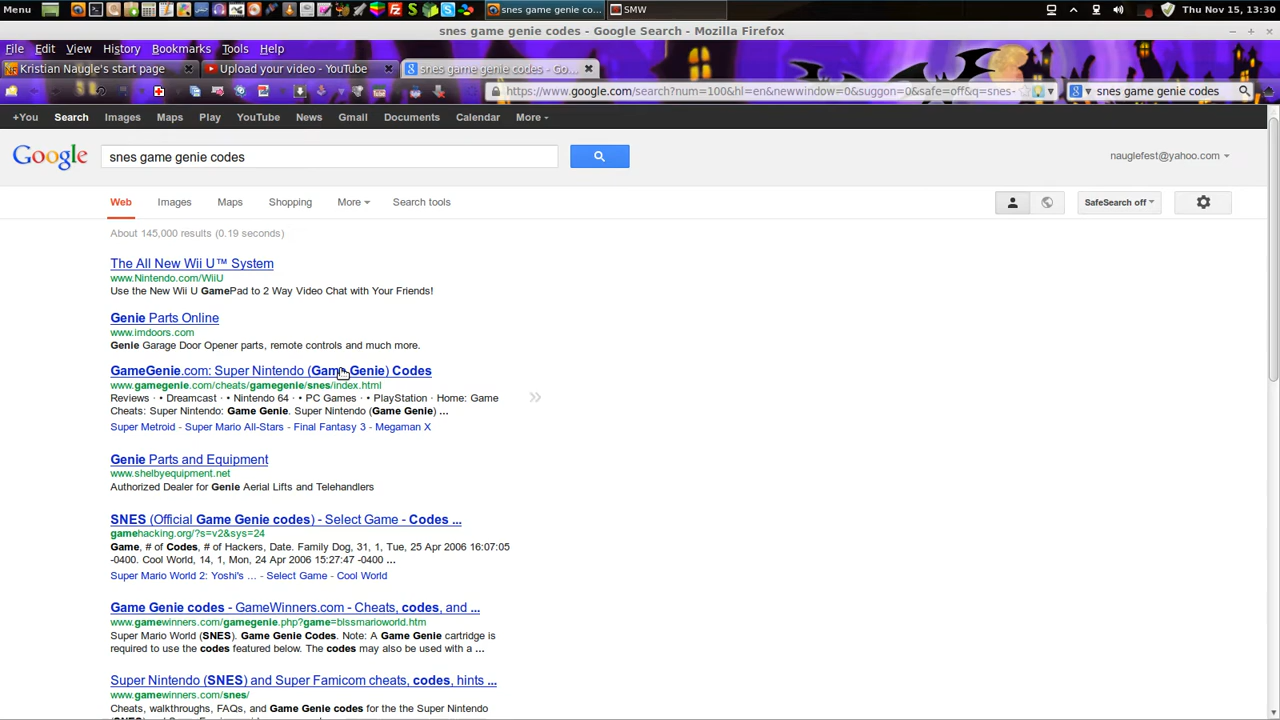 snes game genie co...
SMW
Thu Nov 15, 13:30
snes game genie codes - Google Search - Mozilla Firefox
File Edit View History Bookmarks Tools Help
Kristian Naugle's start page
Upload your video - YouTube
snes game genie codes - Go...
https://www.google.com/search?num=100&hl=en&newwindow=0&suggon=0&safe=off&q=snes-
snes game genie codes
+You Search Images Maps Play YouTube News Gmail Documents Calendar More
Google
snes game genie codes
nauglefest@yahoo.com
Web Images Maps Shopping More Search tools
SafeSearch off
About 145,000 results (0.19 seconds)
The All New Wii U™ System
www.Nintendo.com/WiiU
Use the New Wii U GamePad to 2 Way Video Chat with Your Friends!
Genie Parts Online
www.imdoors.com
Genie Garage Door Opener parts, remote controls and much more.
GameGenie.com: Super Nintendo (Game Genie) Codes
www.gamegenie.com/cheats/gamegenie/snes/index.html
Reviews · • Dreamcast · • Nintendo 64 · • PC Games · • PlayStation · Home: Game
Cheats: Super Nintendo: Game Genie. Super Nintendo (Game Genie) ...
Super Metroid - Super Mario All-Stars - Final Fantasy 3 - Megaman X
Genie Parts and Equipment
www.shelbyequipment.net
Authorized Dealer for Genie Aerial Lifts and Telehandlers
SNES (Official Game Genie codes) - Select Game - Codes ...
gamehacking.org/?s=v2&sys=24
Game, # of Codes, # of Hackers, Date. Family Dog, 31, 1, Tue, 25 Apr 2006 16:07:05
-0400. Cool World, 14, 1, Mon, 24 Apr 2006 15:27:47 -0400 ...
Super Mario World 2: Yoshi's ... - Select Game - Cool World
Game Genie codes - GameWinners.com - Cheats, codes, and ...
www.gamewinners.com/gamegenie.php?game=blssmarioworld.htm
Super Mario World (SNES). Game Genie Codes. Note: A Game Genie cartridge is
required to use the codes featured below. The codes may also be used with a ...
Super Nintendo (SNES) and Super Famicom cheats, codes, hints ...
www.gamewinners.com/snes/
Cheats, walkthroughs, FAQs, and Game Genie codes for the for the Super Nintendo